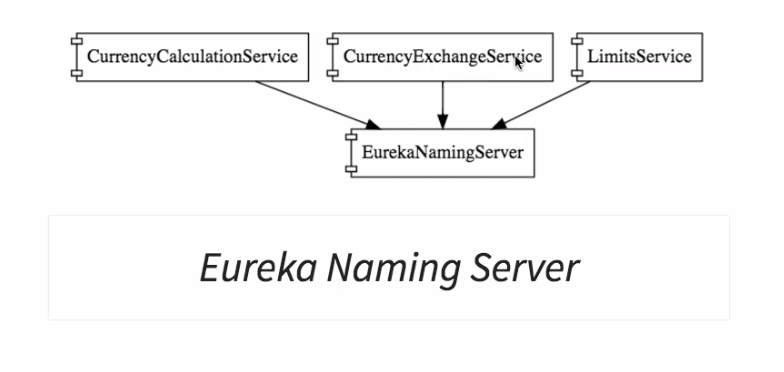 CurrencyCalculationService
CurrencyExchangeService
LimitsService
EurekaNamingServer
Eureka Naming Server